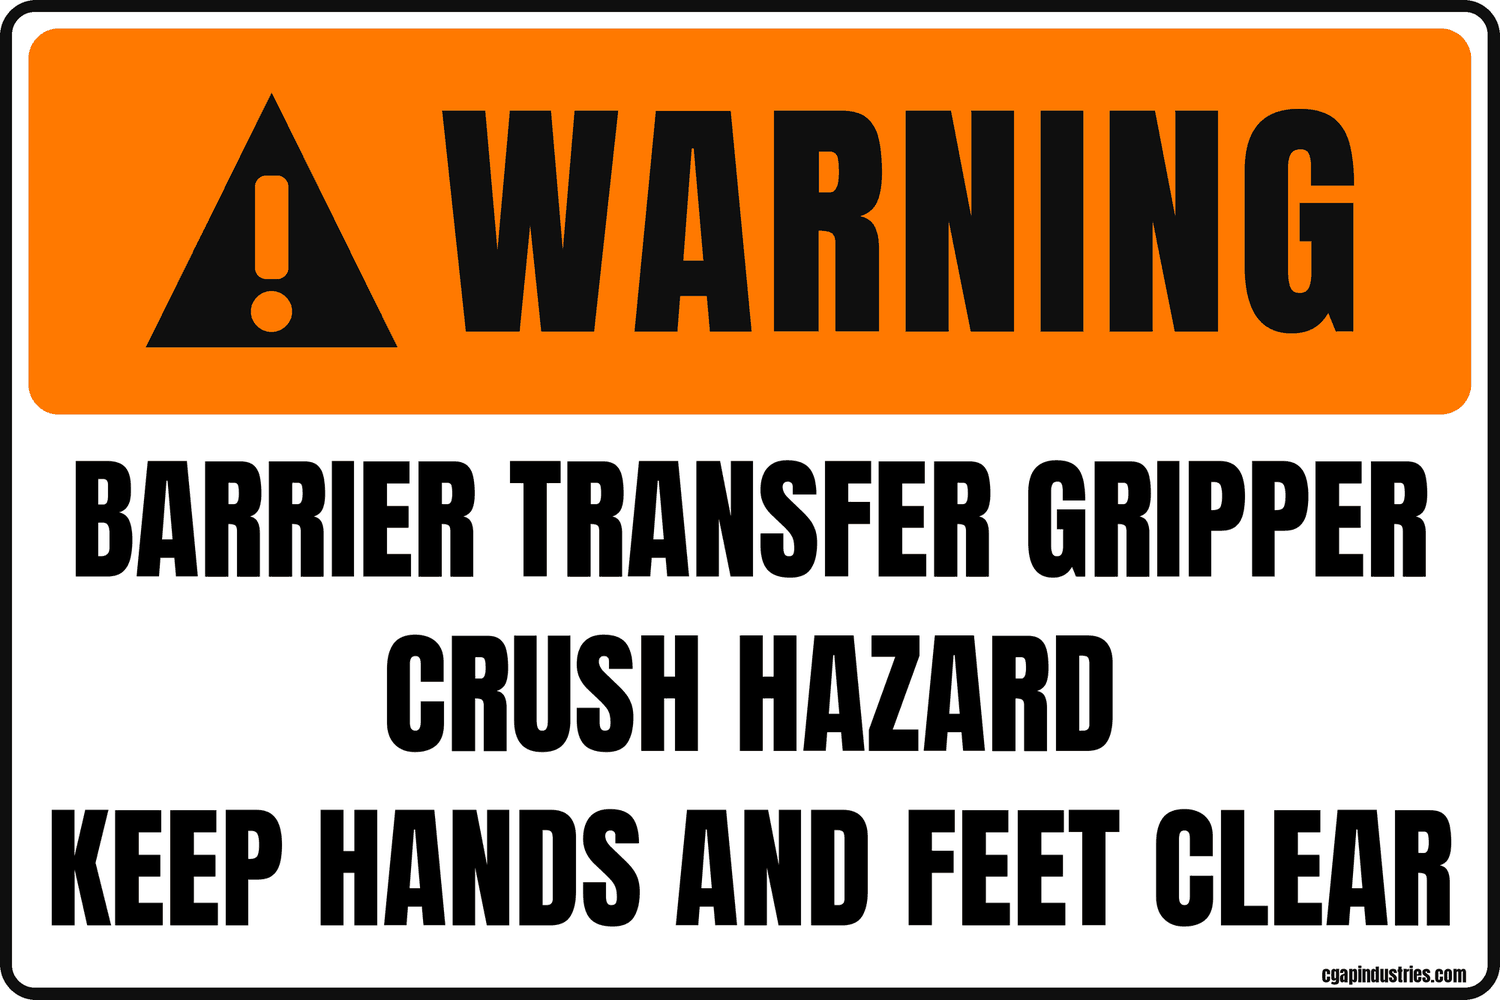 WARNING
BARRIER TRANSFER GRIPPER
CRUSH HAZARD
KEEP HANDS AND FEET CLEAR
cgapindustries.com